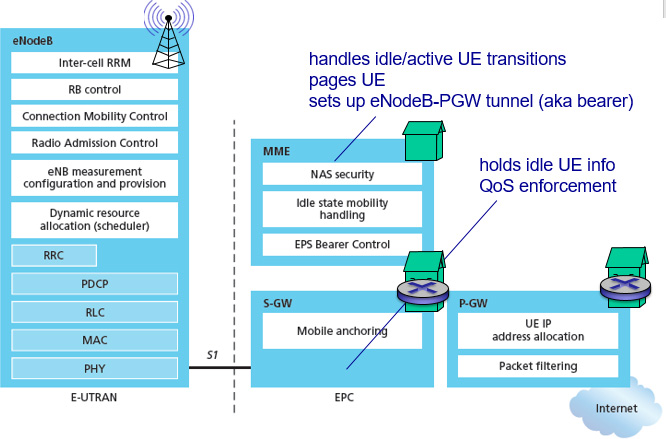 eNodeB
Inter-cell RRM
RB control
Connection Mobility Control
Radio Admission Control
eNB measurement
configuration and provision
Dynamic resource
allocation (scheduler)
RRC
PDCP
RLC
MAC
PHY
E-UTRAN
S1
handles idle/active UE transitions
pages UE
sets up eNodeB-PGW tunnel (aka bearer)
MME
NAS security
Idle state mobility
handling
EPS Bearer Control
holds idle UE info
QoS enforcement
S-GW
Mobile anchoring
EPC
P-GW
UE IP
address allocation
Packet filtering
Internet